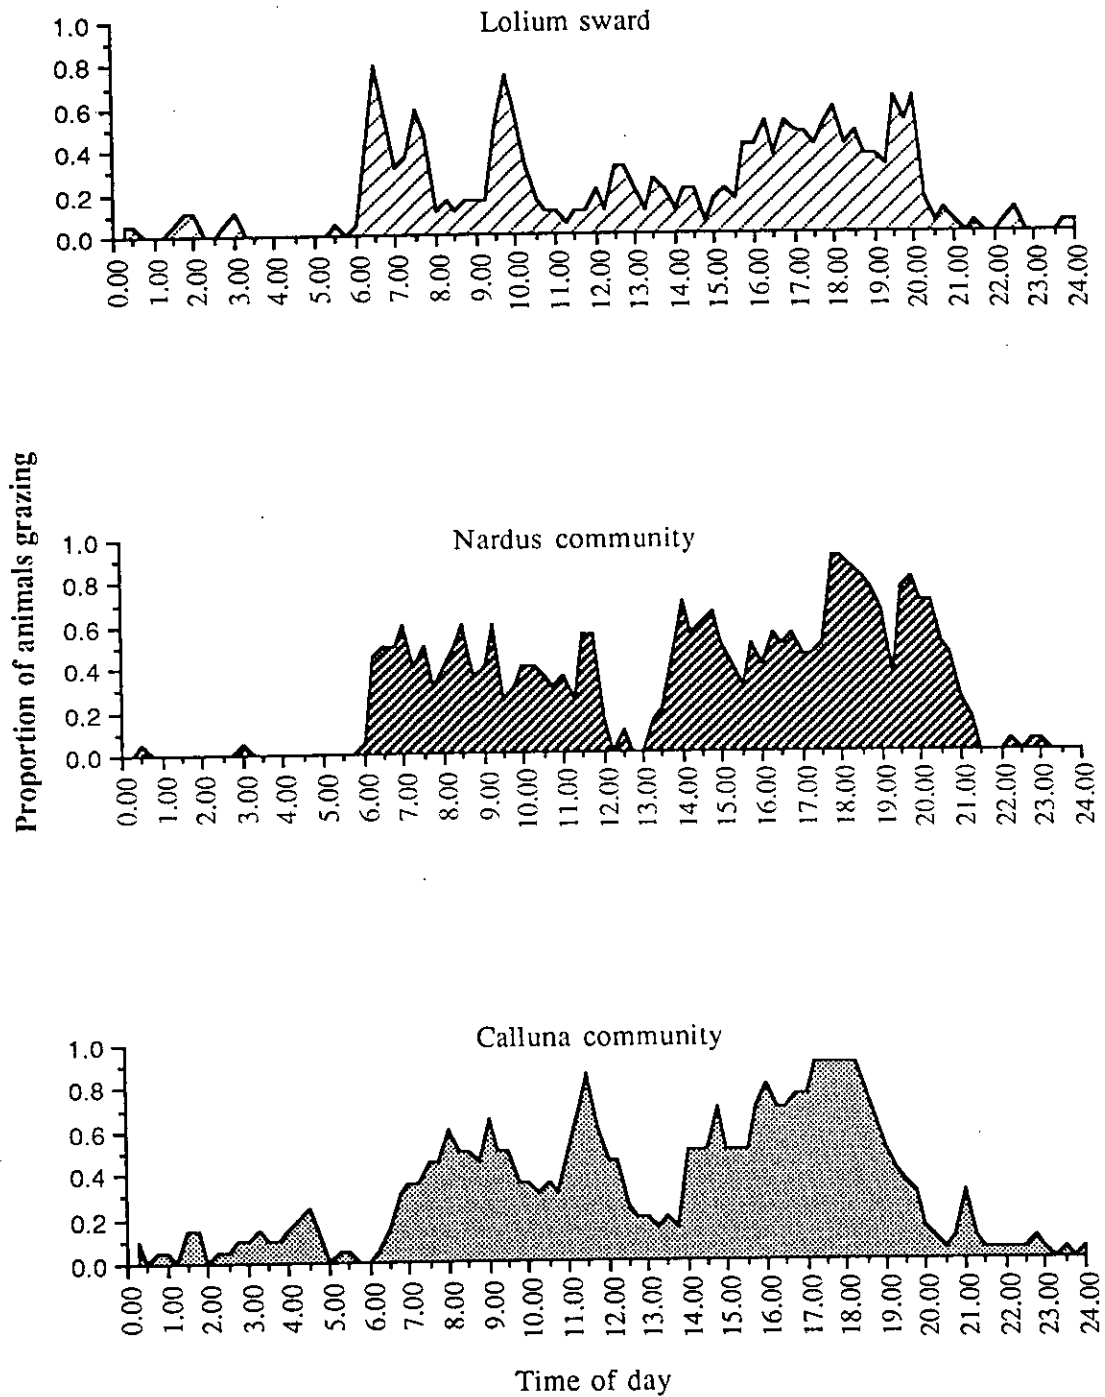 Lolium sward
1.0
0.8
0.6
0.4
0.2
0.0
0.00 1.00 2.00 3.00 4.00 5.00 6.00 7.00 8.00 9.00 10.00 11.00 12.00 13.00 14.00 15.00 16.00 17.00 18.00 19.00 20.00 21.00 22.00 23.00 24.00
Proportion of animals grazing
Nardus community
1.0
0.8
0.6
0.4
0.2
0.0
0.00 1.00 2.00 3.00 4.00 5.00 6.00 7.00 8.00 9.00 10.00 11.00 12.00 13.00 14.00 15.00 16.00 17.00 18.00 19.00 20.00 21.00 22.00 23.00 24.00
Calluna community
1.0
0.8
0.6
0.4
0.2
0.0
0.00 1.00 2.00 3.00 4.00 5.00 6.00 7.00 8.00 9.00 10.00 11.00 12.00 13.00 14.00 15.00 16.00 17.00 18.00 19.00 20.00 21.00 22.00 23.00 24.00
Time of day